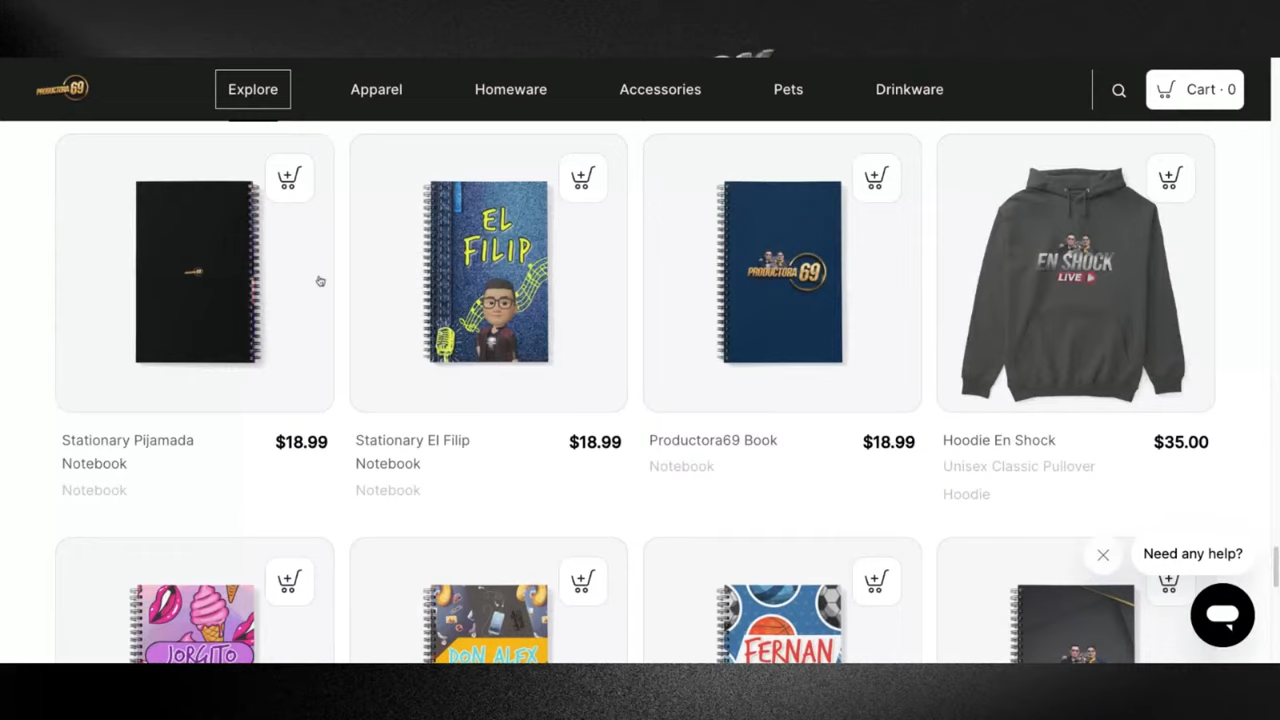 PRODUCTORA 69
Explore
Apparel
Homeware
Accessories
Pets
Drinkware
Cart · 0
EL
FILIP
PRODUCTORA 69
EN SHOCK
LIVE
Stationary Pijamada
Notebook
$18.99
Notebook
Stationary El Filip
Notebook
$18.99
Notebook
Productora69 Book
$18.99
Notebook
Hoodie En Shock
$35.00
Unisex Classic Pullover
Hoodie
Need any help?
JORGITO
DON ALEX
FERNAN